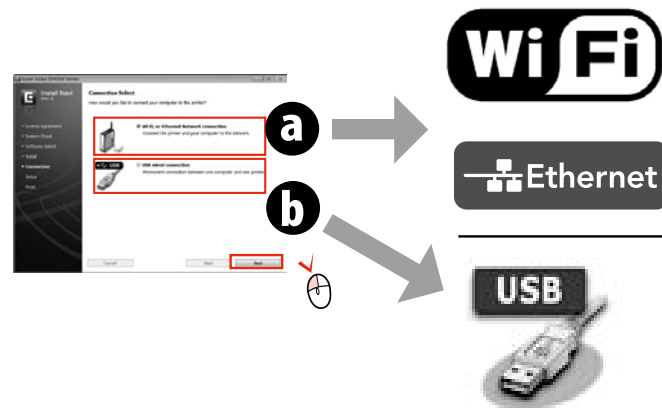 Install Navi
Connection Select
How would you like to connect your computer to the printer?
License Agreement
System Check
Software Select
Install
Connection
Setup
Finish
Wi-Fi, or Ethernet Network connection
Connect the printer and your computer to the network.
USB
USB wired connection
Permanent connection between one computer and one printer.
Cancel
Back
Next
a
b
Wi Fi
Ethernet
USB